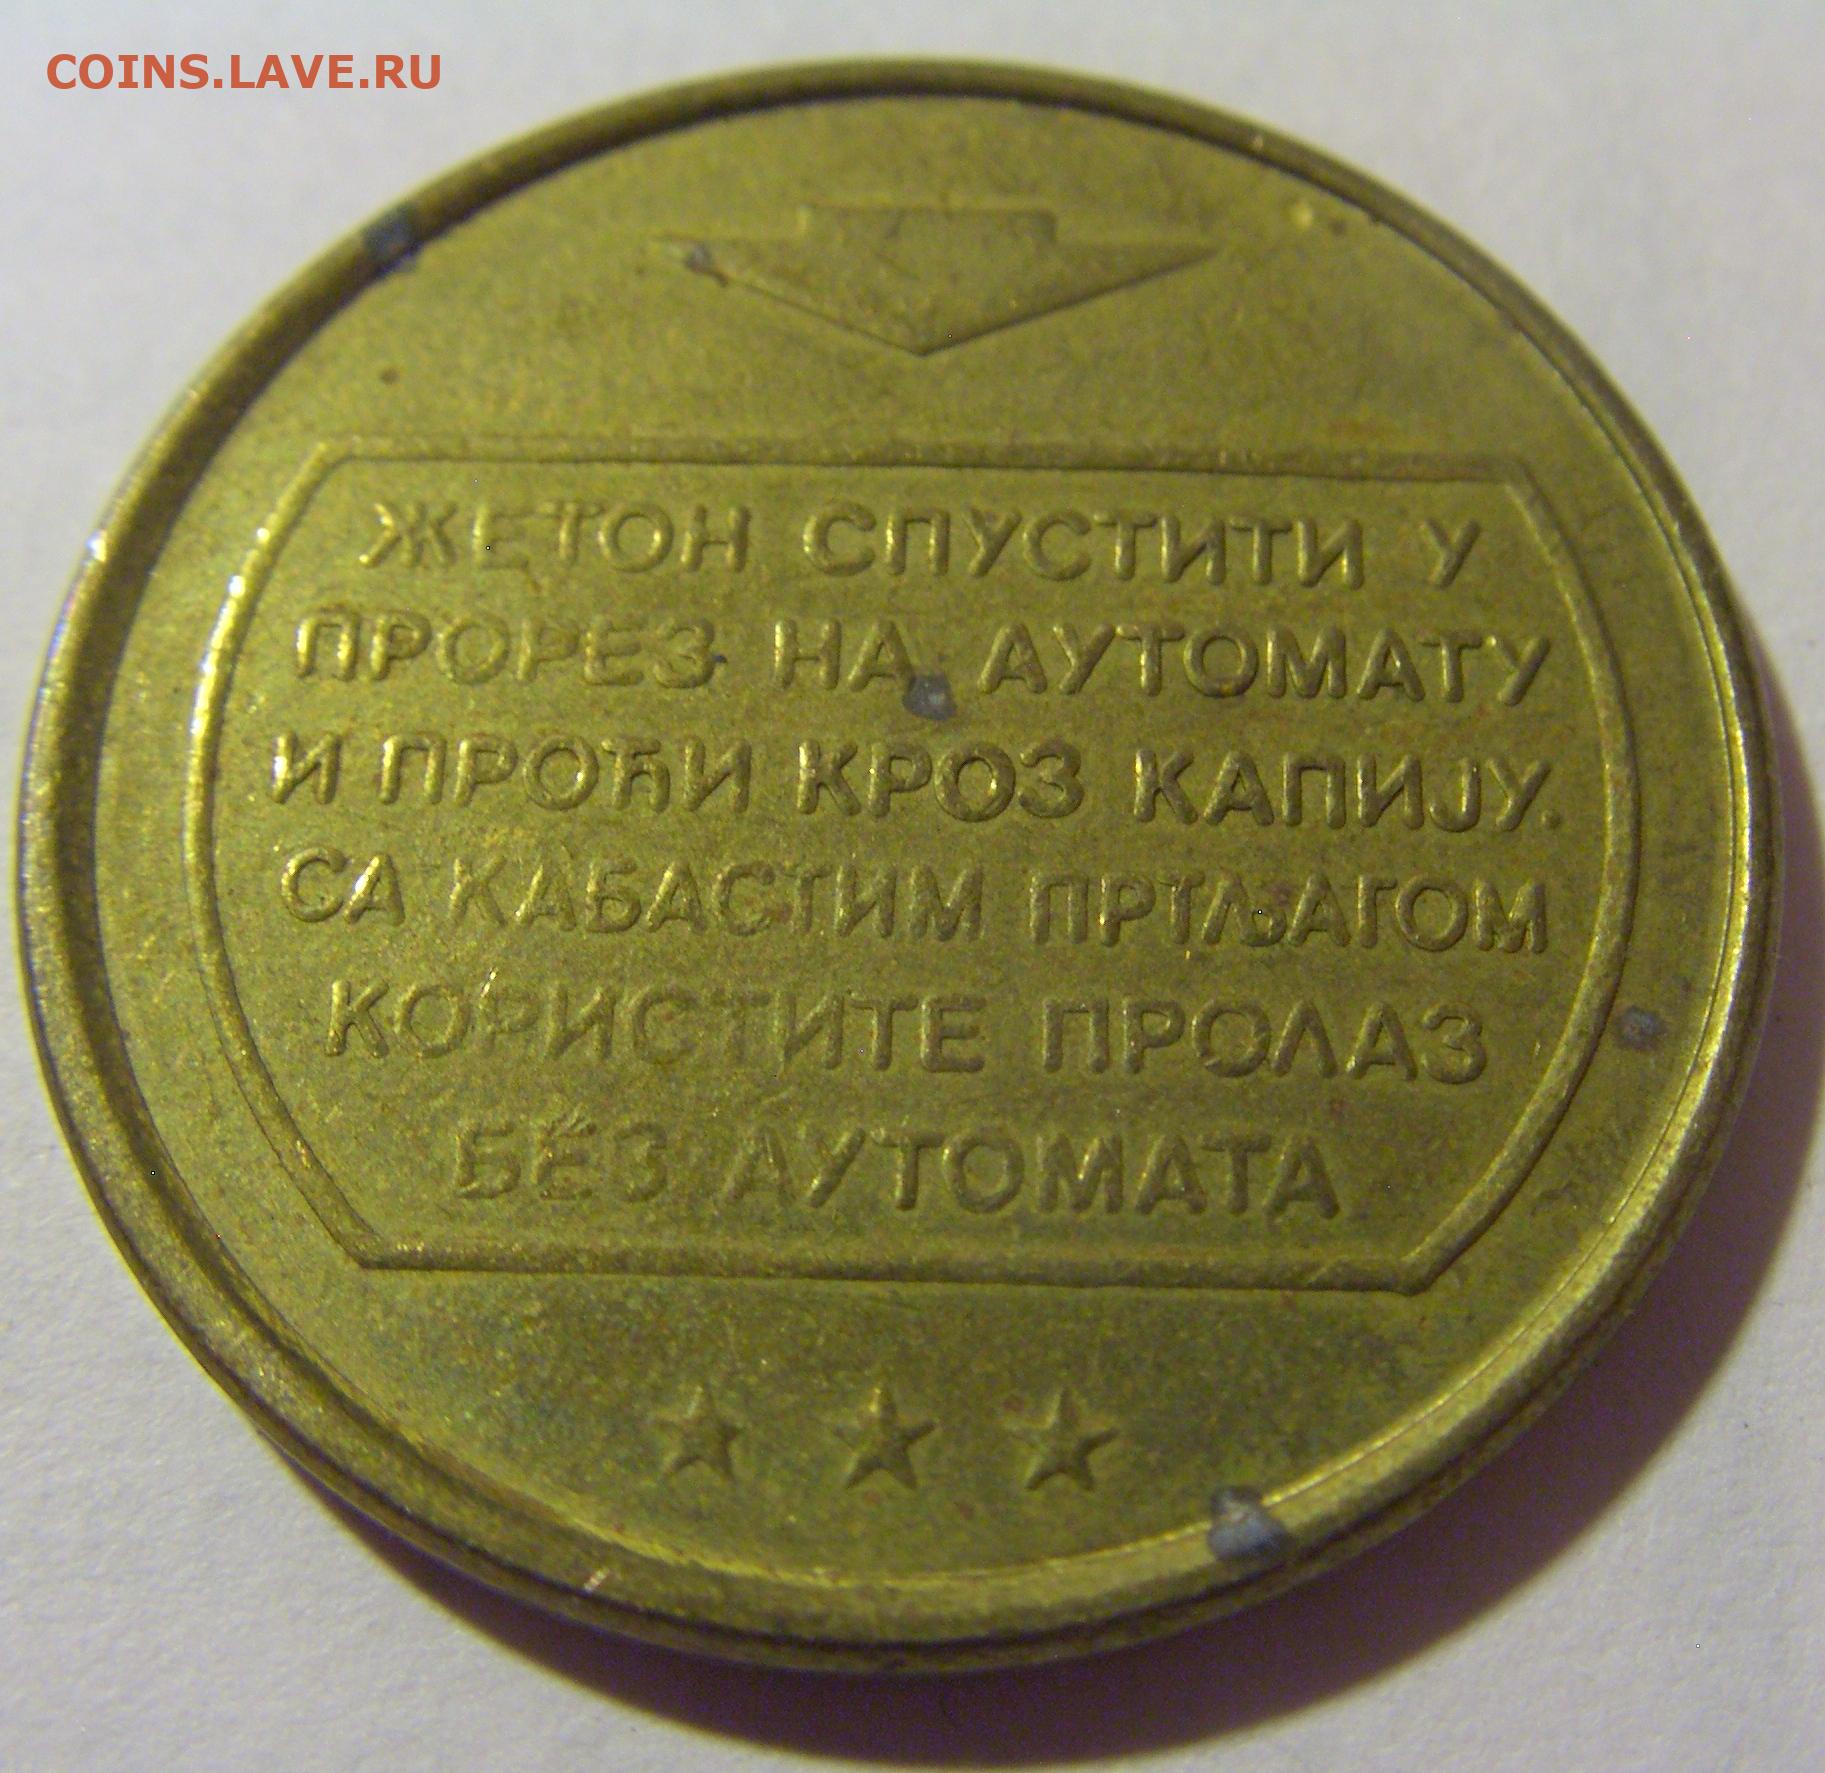 COINS.LAVE.RU
ЖЕТОН СПУСТИТИ У
ПРОРЕЗ НА АУТОМАТУ
И ПРОЂИ КРОЗ КАПИЈУ.
СА КАБАСТИМ ПРТЉАГОМ
КОРИСТИТЕ ПРОЛАЗ
БЕЗ АУТОМАТА